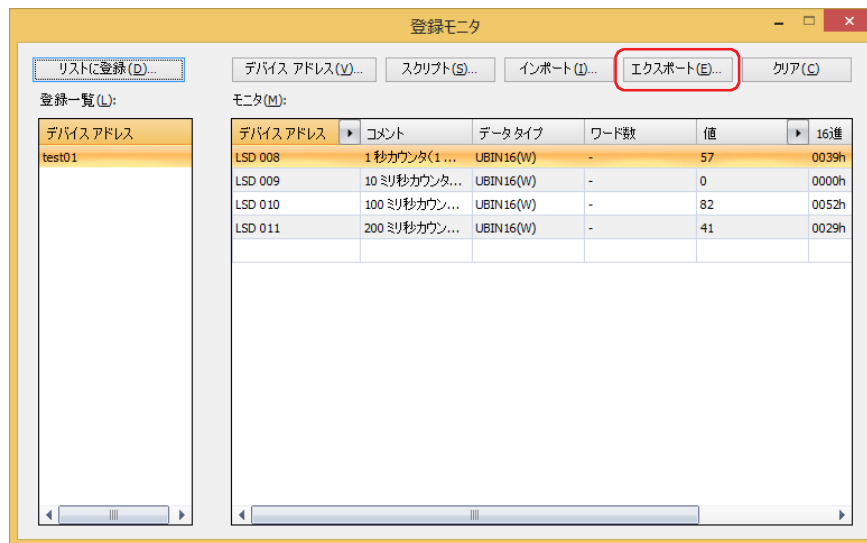 登録モニタ
リストに登録(D)... デバイス アドレス(V)... スクリプト(S)... インポート(I)... エクスポート(E)... クリア(C)
登録一覧(L): モニタ(M):
デバイス アドレス デバイス アドレス コメント データ タイプ ワード数 値 16進
test01 LSD 008 1 秒カウンタ(1 ... UBIN16(W) - 57 0039h
LSD 009 10 ミリ秒カウンタ... UBIN16(W) - 0 0000h
LSD 010 100 ミリ秒カウン... UBIN16(W) - 82 0052h
LSD 011 200 ミリ秒カウン... UBIN16(W) - 41 0029h